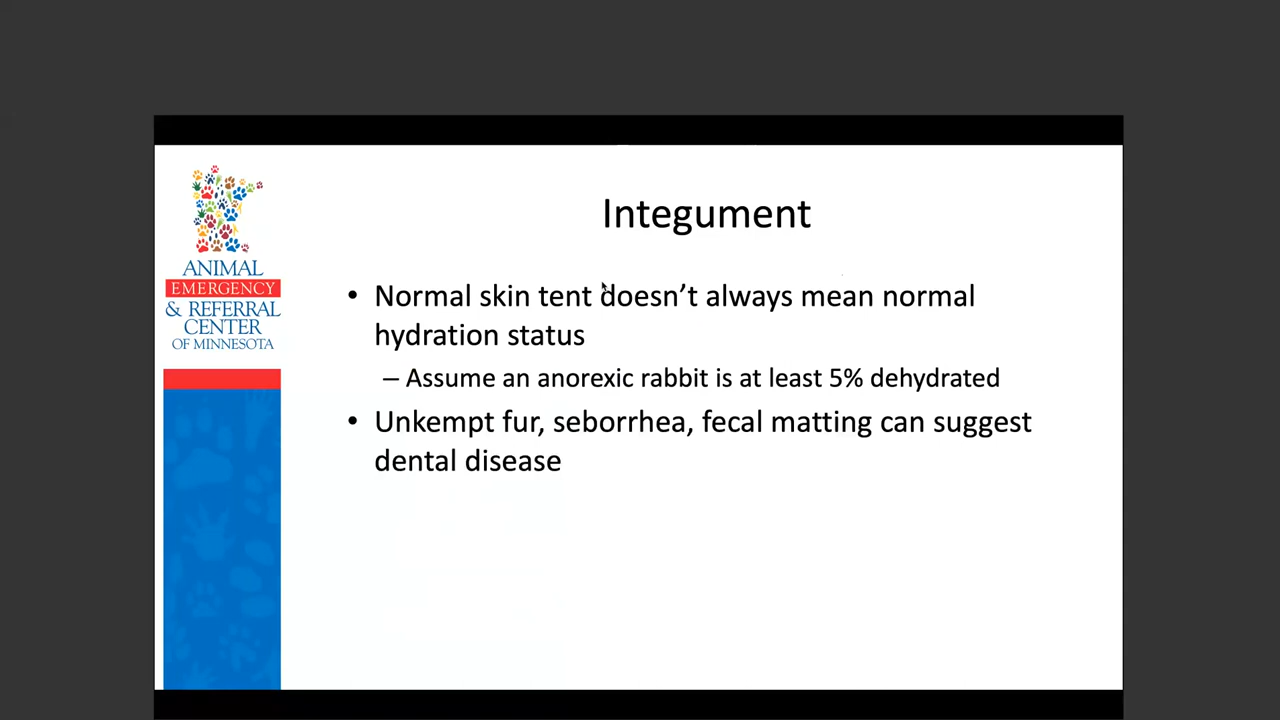 ANIMAL
EMERGENCY
& REFERRAL
CENTER
OF MINNESOTA
Integument
• Normal skin tent doesn’t always mean normal
hydration status
– Assume an anorexic rabbit is at least 5% dehydrated
• Unkempt fur, seborrhea, fecal matting can suggest
dental disease